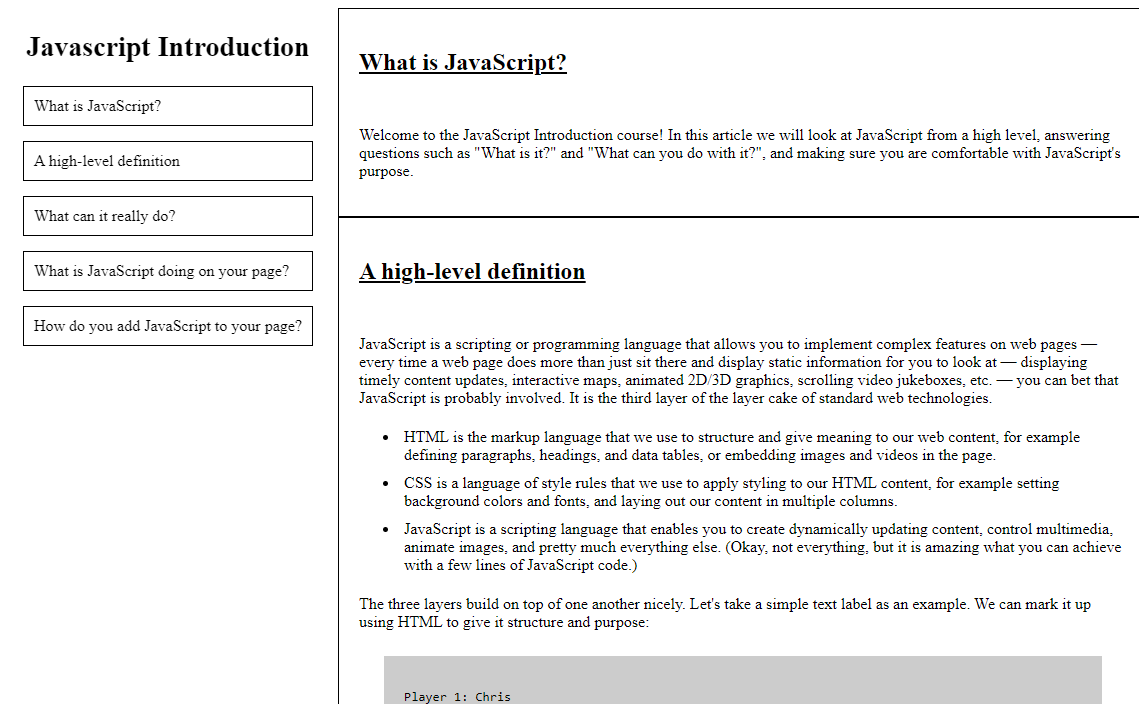 Javascript Introduction
What is JavaScript?
A high-level definition
What can it really do?
What is JavaScript doing on your page?
How do you add JavaScript to your page?
What is JavaScript?
Welcome to the JavaScript Introduction course! In this article we will look at JavaScript from a high level, answering
questions such as "What is it?" and "What can you do with it?", and making sure you are comfortable with JavaScript's
purpose.
A high-level definition
JavaScript is a scripting or programming language that allows you to implement complex features on web pages —
every time a web page does more than just sit there and display static information for you to look at — displaying
timely content updates, interactive maps, animated 2D/3D graphics, scrolling video jukeboxes, etc. — you can bet that
JavaScript is probably involved. It is the third layer of the layer cake of standard web technologies.
• HTML is the markup language that we use to structure and give meaning to our web content, for example
defining paragraphs, headings, and data tables, or embedding images and videos in the page.
• CSS is a language of style rules that we use to apply styling to our HTML content, for example setting
background colors and fonts, and laying out our content in multiple columns.
• JavaScript is a scripting language that enables you to create dynamically updating content, control multimedia,
animate images, and pretty much everything else. (Okay, not everything, but it is amazing what you can achieve
with a few lines of JavaScript code.)
The three layers build on top of one another nicely. Let's take a simple text label as an example. We can mark it up
using HTML to give it structure and purpose:
Player 1: Chris